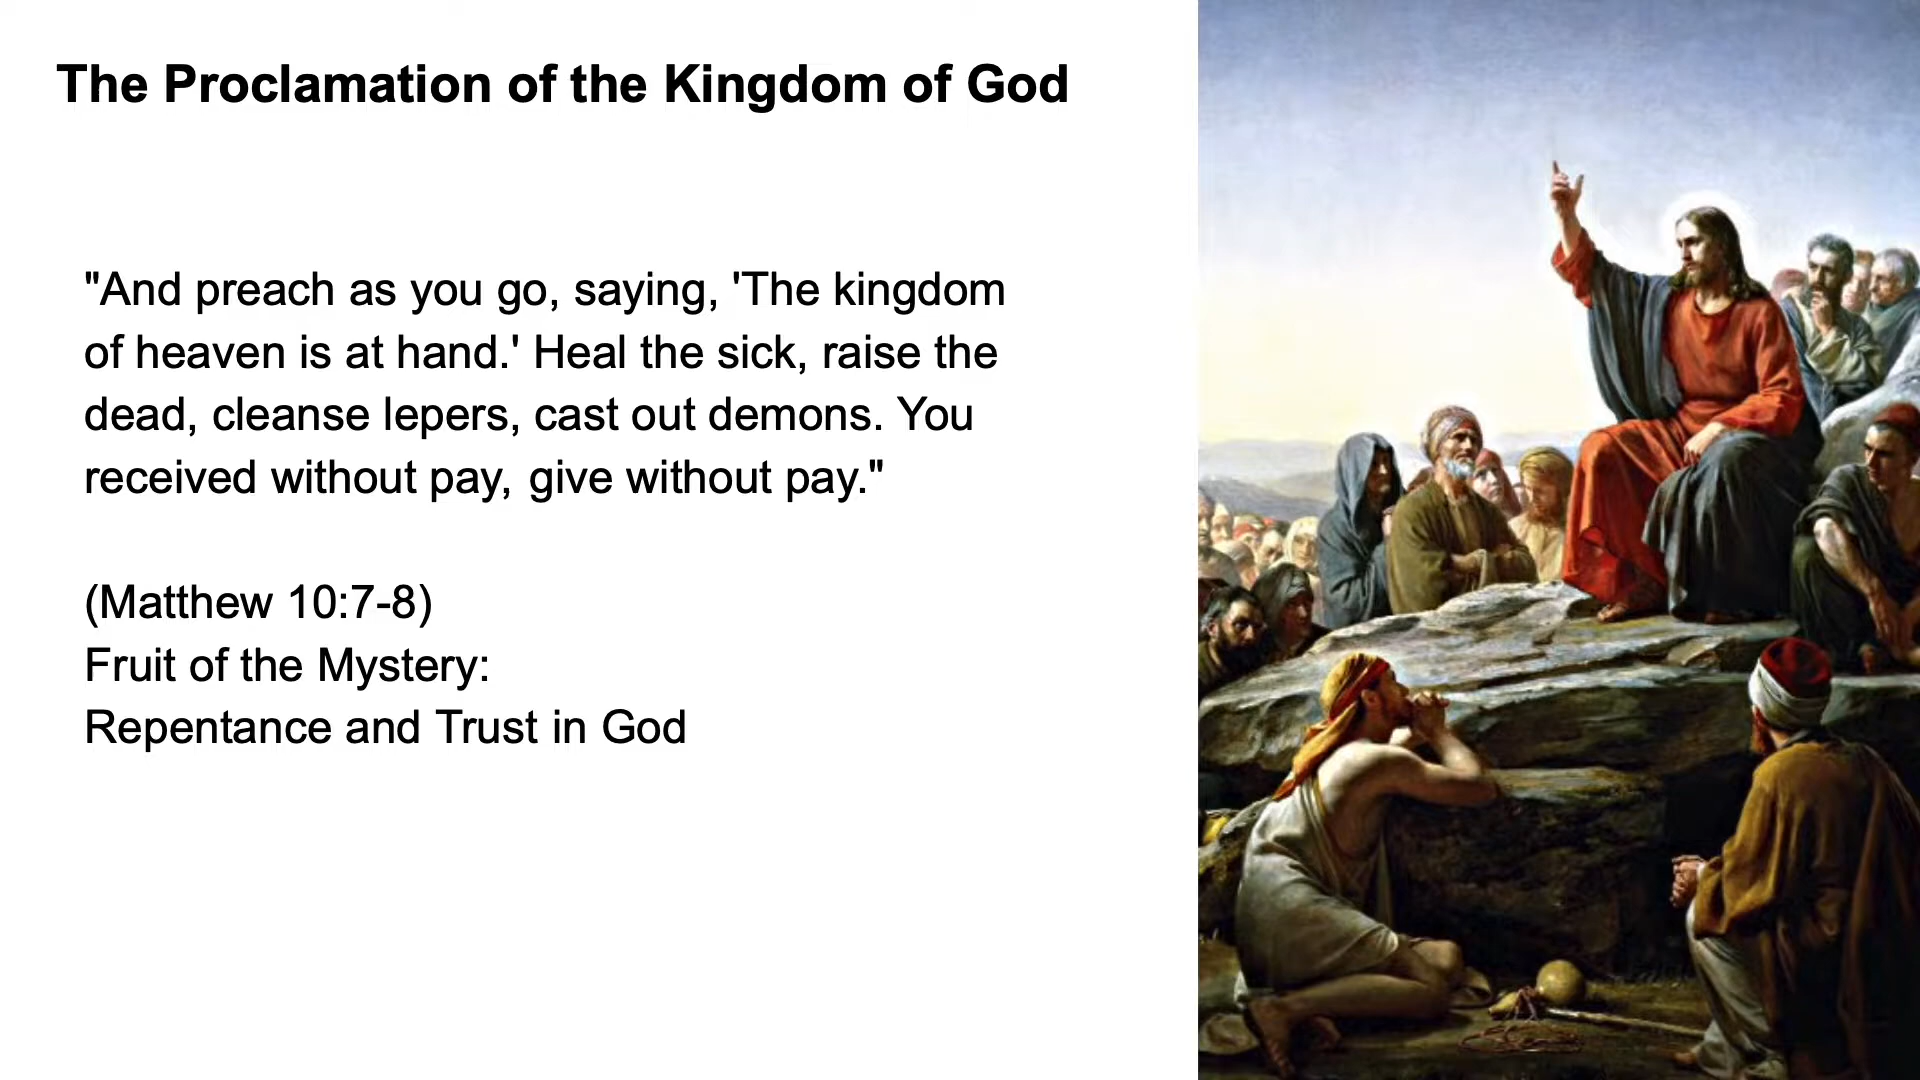 The Proclamation of the Kingdom of God
"And preach as you go, saying, 'The kingdom
of heaven is at hand.' Heal the sick, raise the
dead, cleanse lepers, cast out demons. You
received without pay, give without pay."
(Matthew 10:7-8)
Fruit of the Mystery:
Repentance and Trust in God